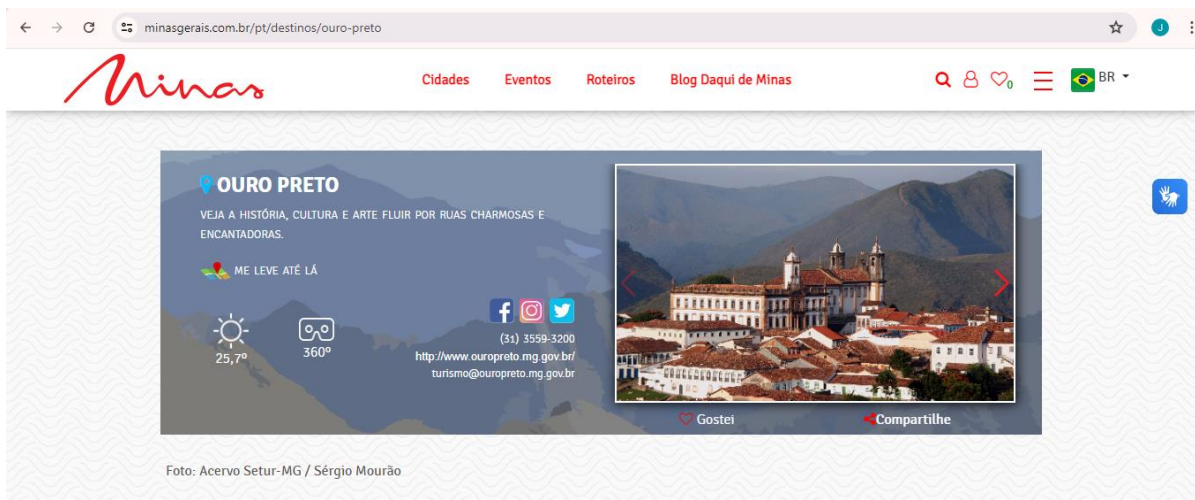 minasgerais.com.br/pt/destinos/ouro-preto
J
Minas
Cidades Eventos Roteiros Blog Daqui de Minas
0
BR
OURO PRETO
VEJA A HISTÓRIA, CULTURA E ARTE FLUIR POR RUAS CHARMOSAS E
ENCANTADORAS.
ME LEVE ATÉ LÁ
25,7º
360º
(31) 3559-3200
http://www.ouropreto.mg.gov.br/
turismo@ouropreto.mg.gov.br
Gostei
Compartilhe
Foto: Acervo Setur-MG / Sérgio Mourão